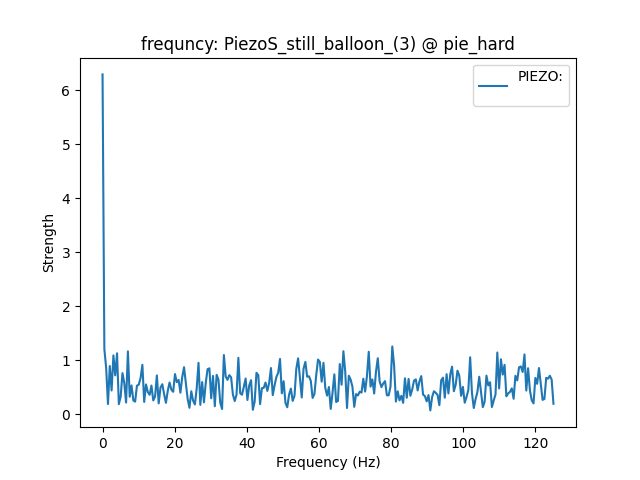 frequncy: PiezoS_still_balloon_(3) @ pie_hard
PIEZO:
6
5
4
3
2
1
0
Strength
0 20 40 60 80 100 120
Frequency (Hz)